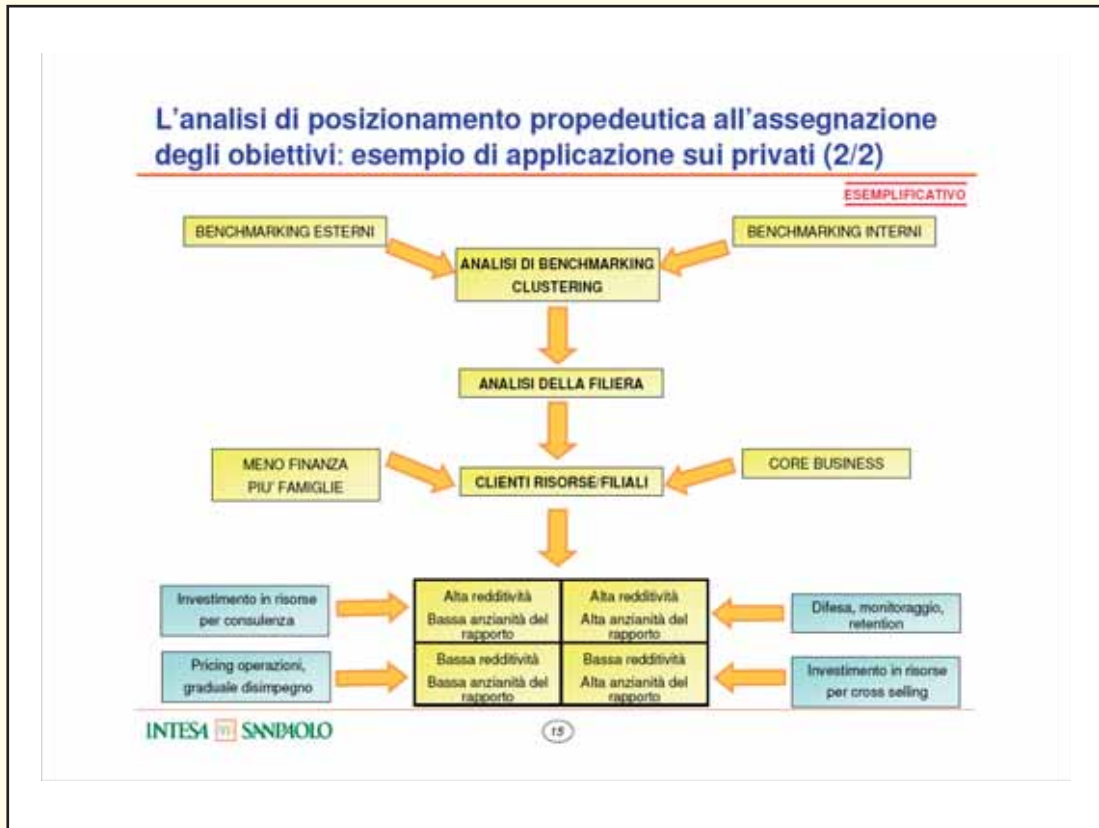 L'analisi di posizionamento propedeutica all'assegnazione
degli obiettivi: esempio di applicazione sui privati (2/2)
ESEMPLIFICATIVO
BENCHMARKING ESTERNI
BENCHMARKING INTERNI
ANALISI DI BENCHMARKING
CLUSTERING
ANALISI DELLA FILIERA
MENO FINANZA
PIU' FAMIGLIE
CLIENTI RISORSE/FILIALI
CORE BUSINESS
Investimento in risorse
per consulenza
Alta redditività
Bassa anzianità del
rapporto
Alta redditività
Alta anzianità del
rapporto
Difesa, monitoraggio,
retention
Pricing operazioni,
graduale disimpegno
Bassa redditività
Bassa anzianità del
rapporto
Bassa redditività
Alta anzianità del
rapporto
Investimento in risorse
per cross selling
INTESA SANPAOLO
15